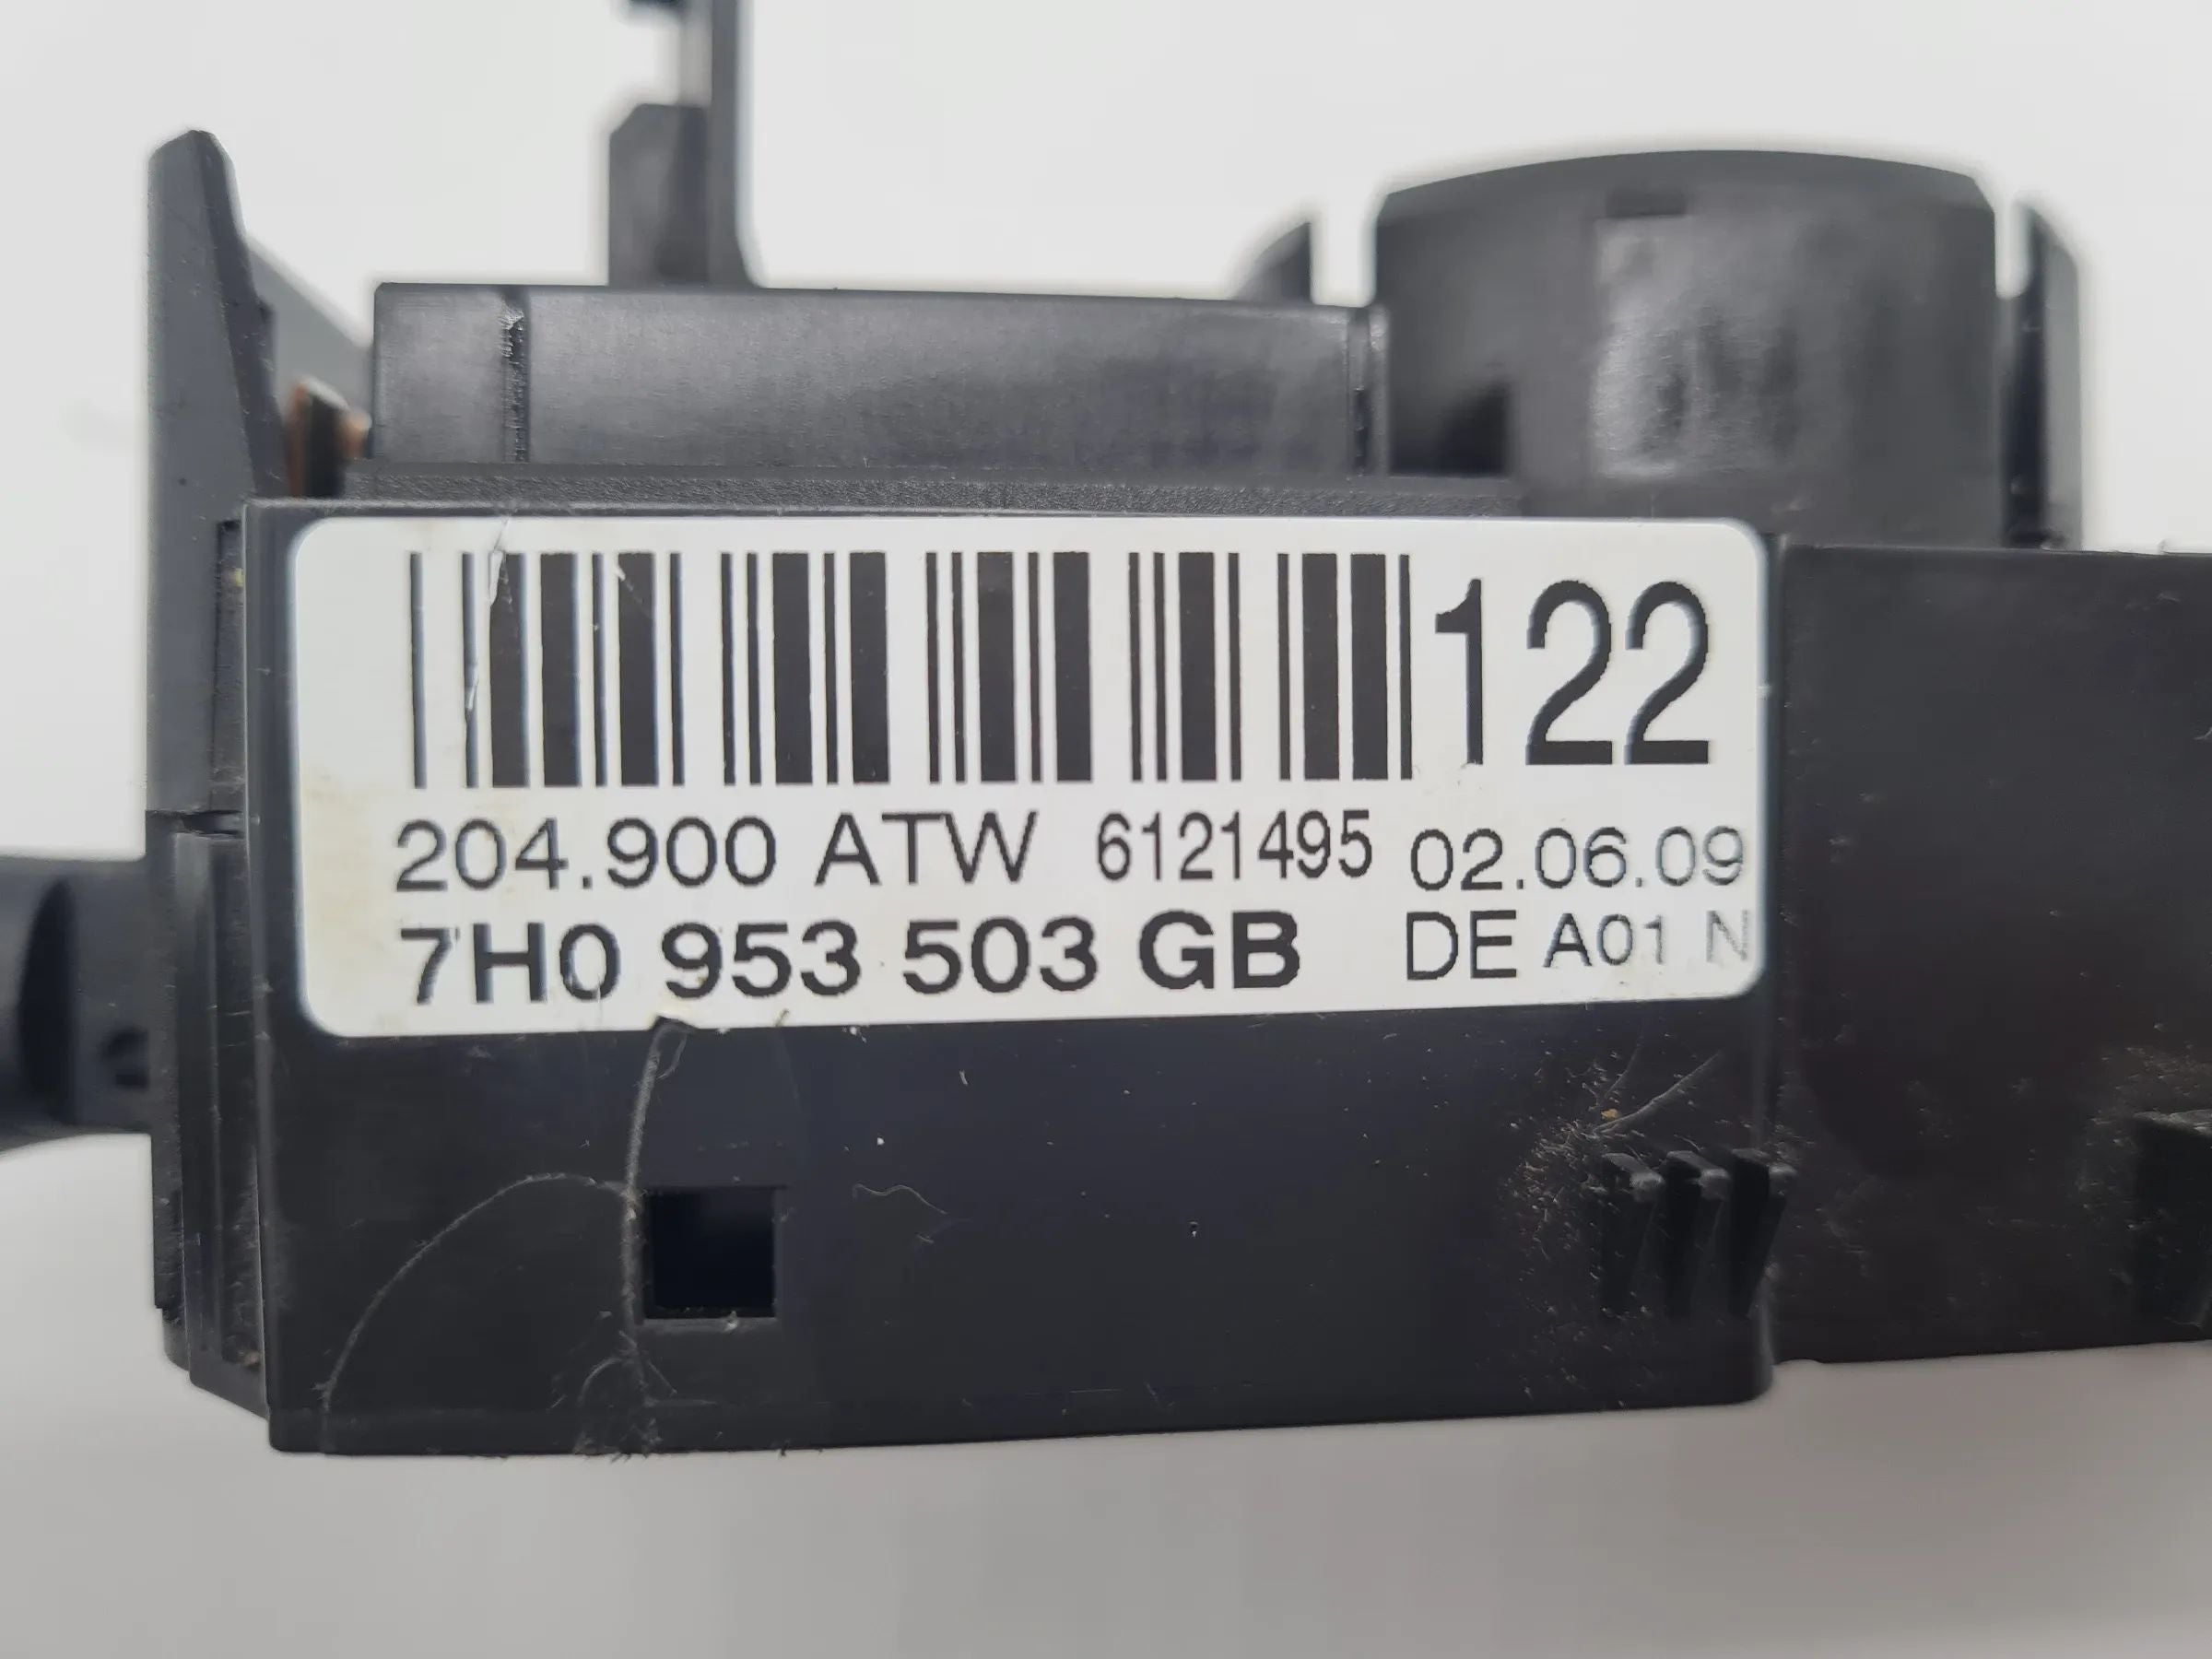 122
204.900 ATW 6121495 02.06.09
7H0 953 503 GB DE A01 N